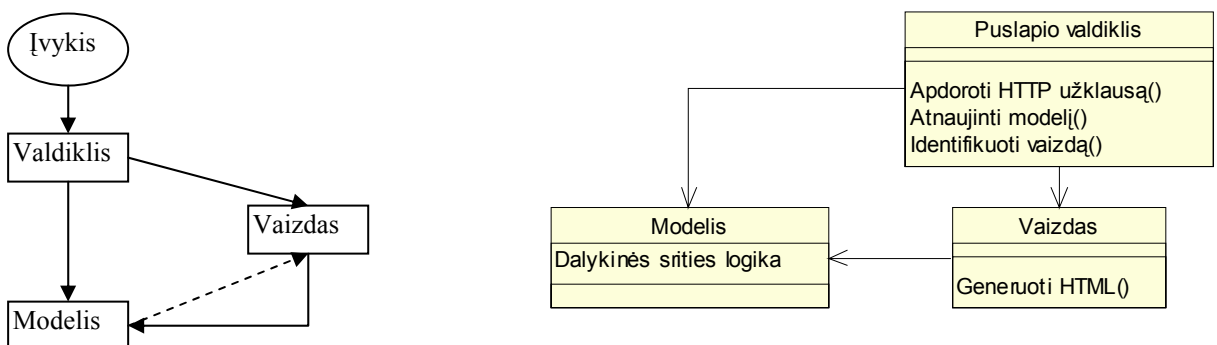 Įvykis
Valdiklis
Vaizdas
Modelis
Puslapio valdiklis
Apdoroti HTTP užklausą()
Atnaujinti modelį()
Identifikuoti vaizdą()
Modelis
Dalykinės srities logika
Vaizdas
Generuoti HTML()